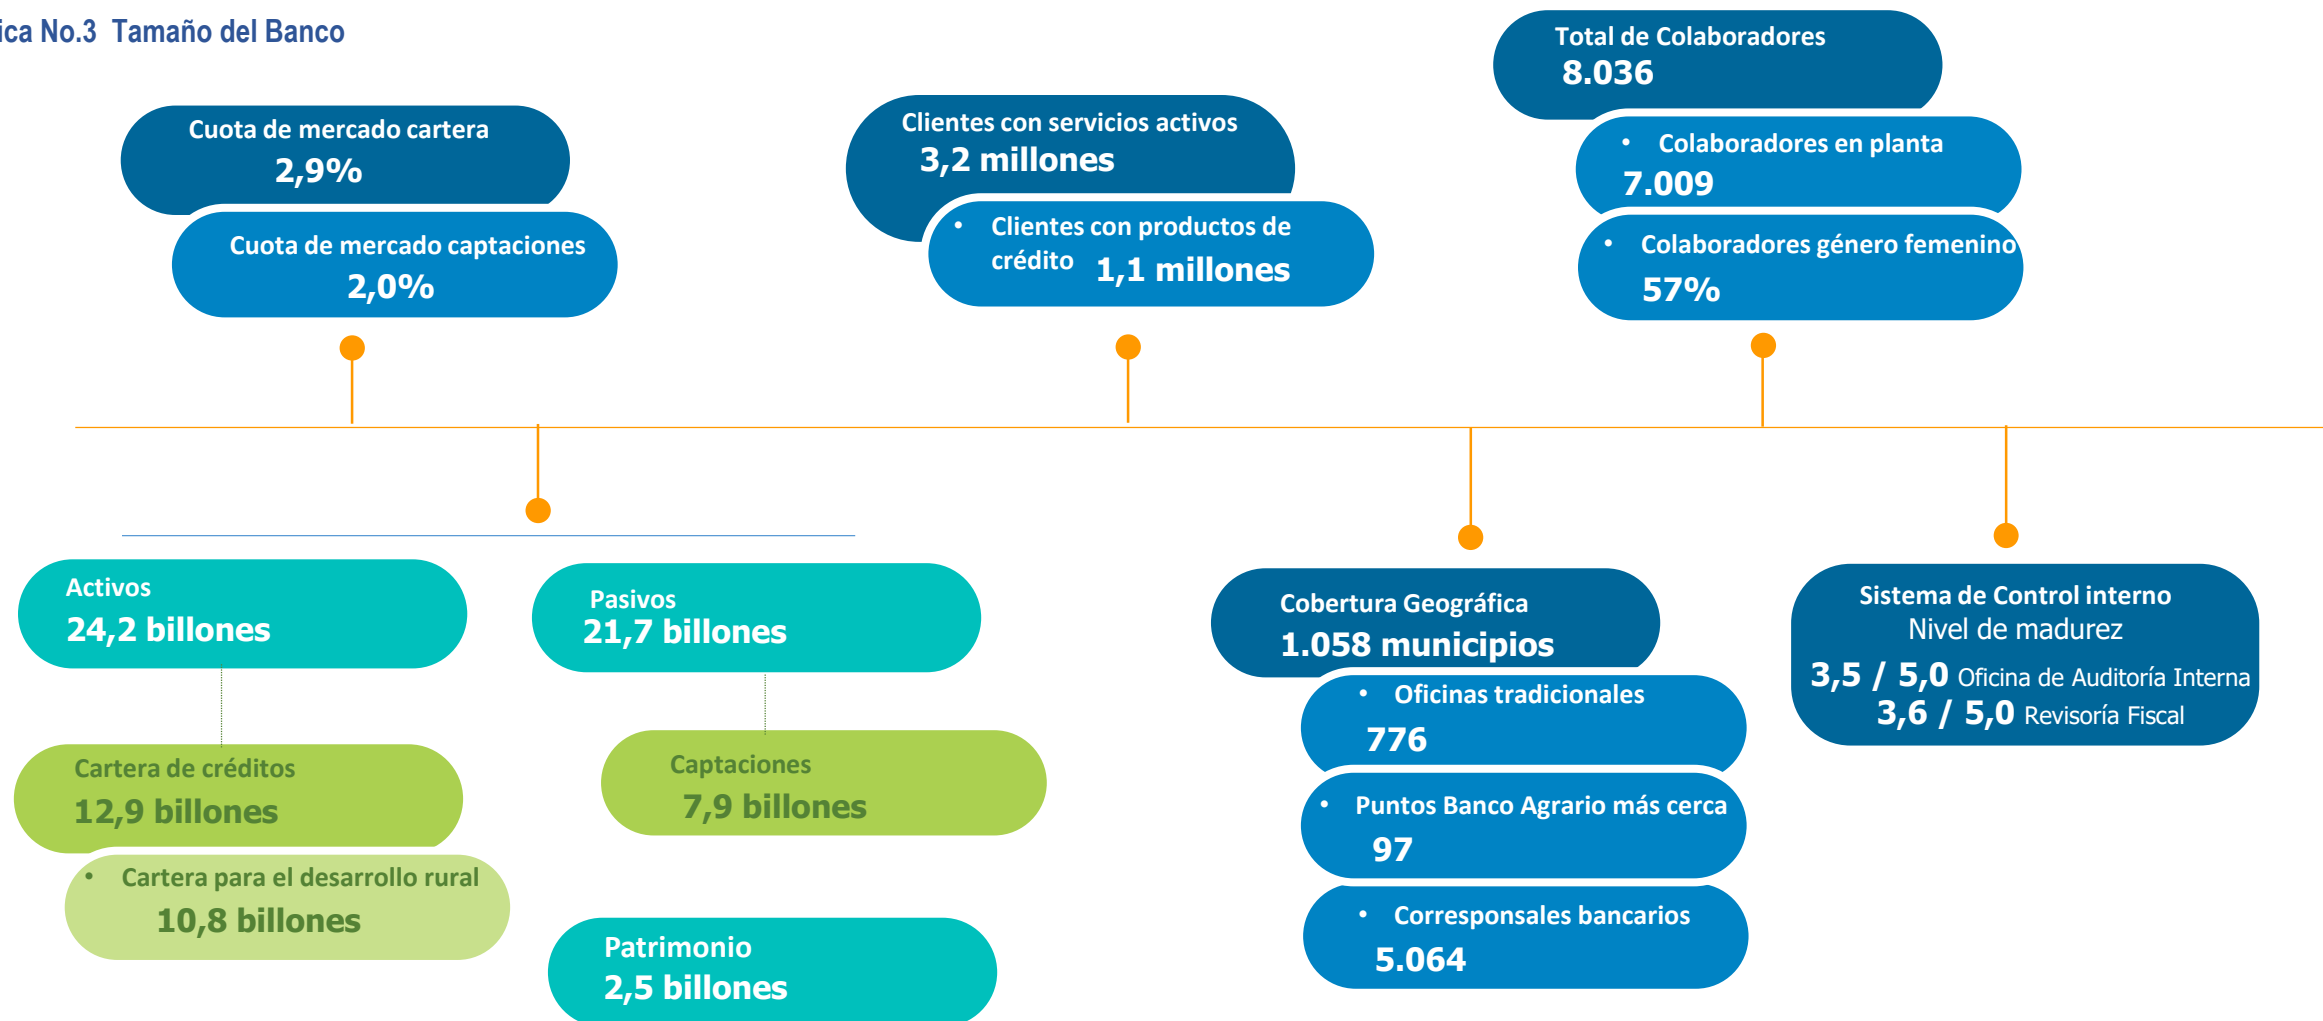 ica No.3 Tamaño del Banco
Cuota de mercado cartera
2,9%
Cuota de mercado captaciones
2,0%
Clientes con servicios activos
3,2 millones
• Clientes con productos de
crédito 1,1 millones
Total de Colaboradores
8.036
• Colaboradores en planta
7.009
• Colaboradores género femenino
57%
Activos
24,2 billones
Cartera de créditos
12,9 billones
• Cartera para el desarrollo rural
10,8 billones
Pasivos
21,7 billones
Captaciones
7,9 billones
Patrimonio
2,5 billones
Cobertura Geográfica
1.058 municipios
• Oficinas tradicionales
776
• Puntos Banco Agrario más cerca
97
• Corresponsales bancarios
5.064
Sistema de Control interno
Nivel de madurez
3,5 / 5,0 Oficina de Auditoría Interna
3,6 / 5,0 Revisoría Fiscal